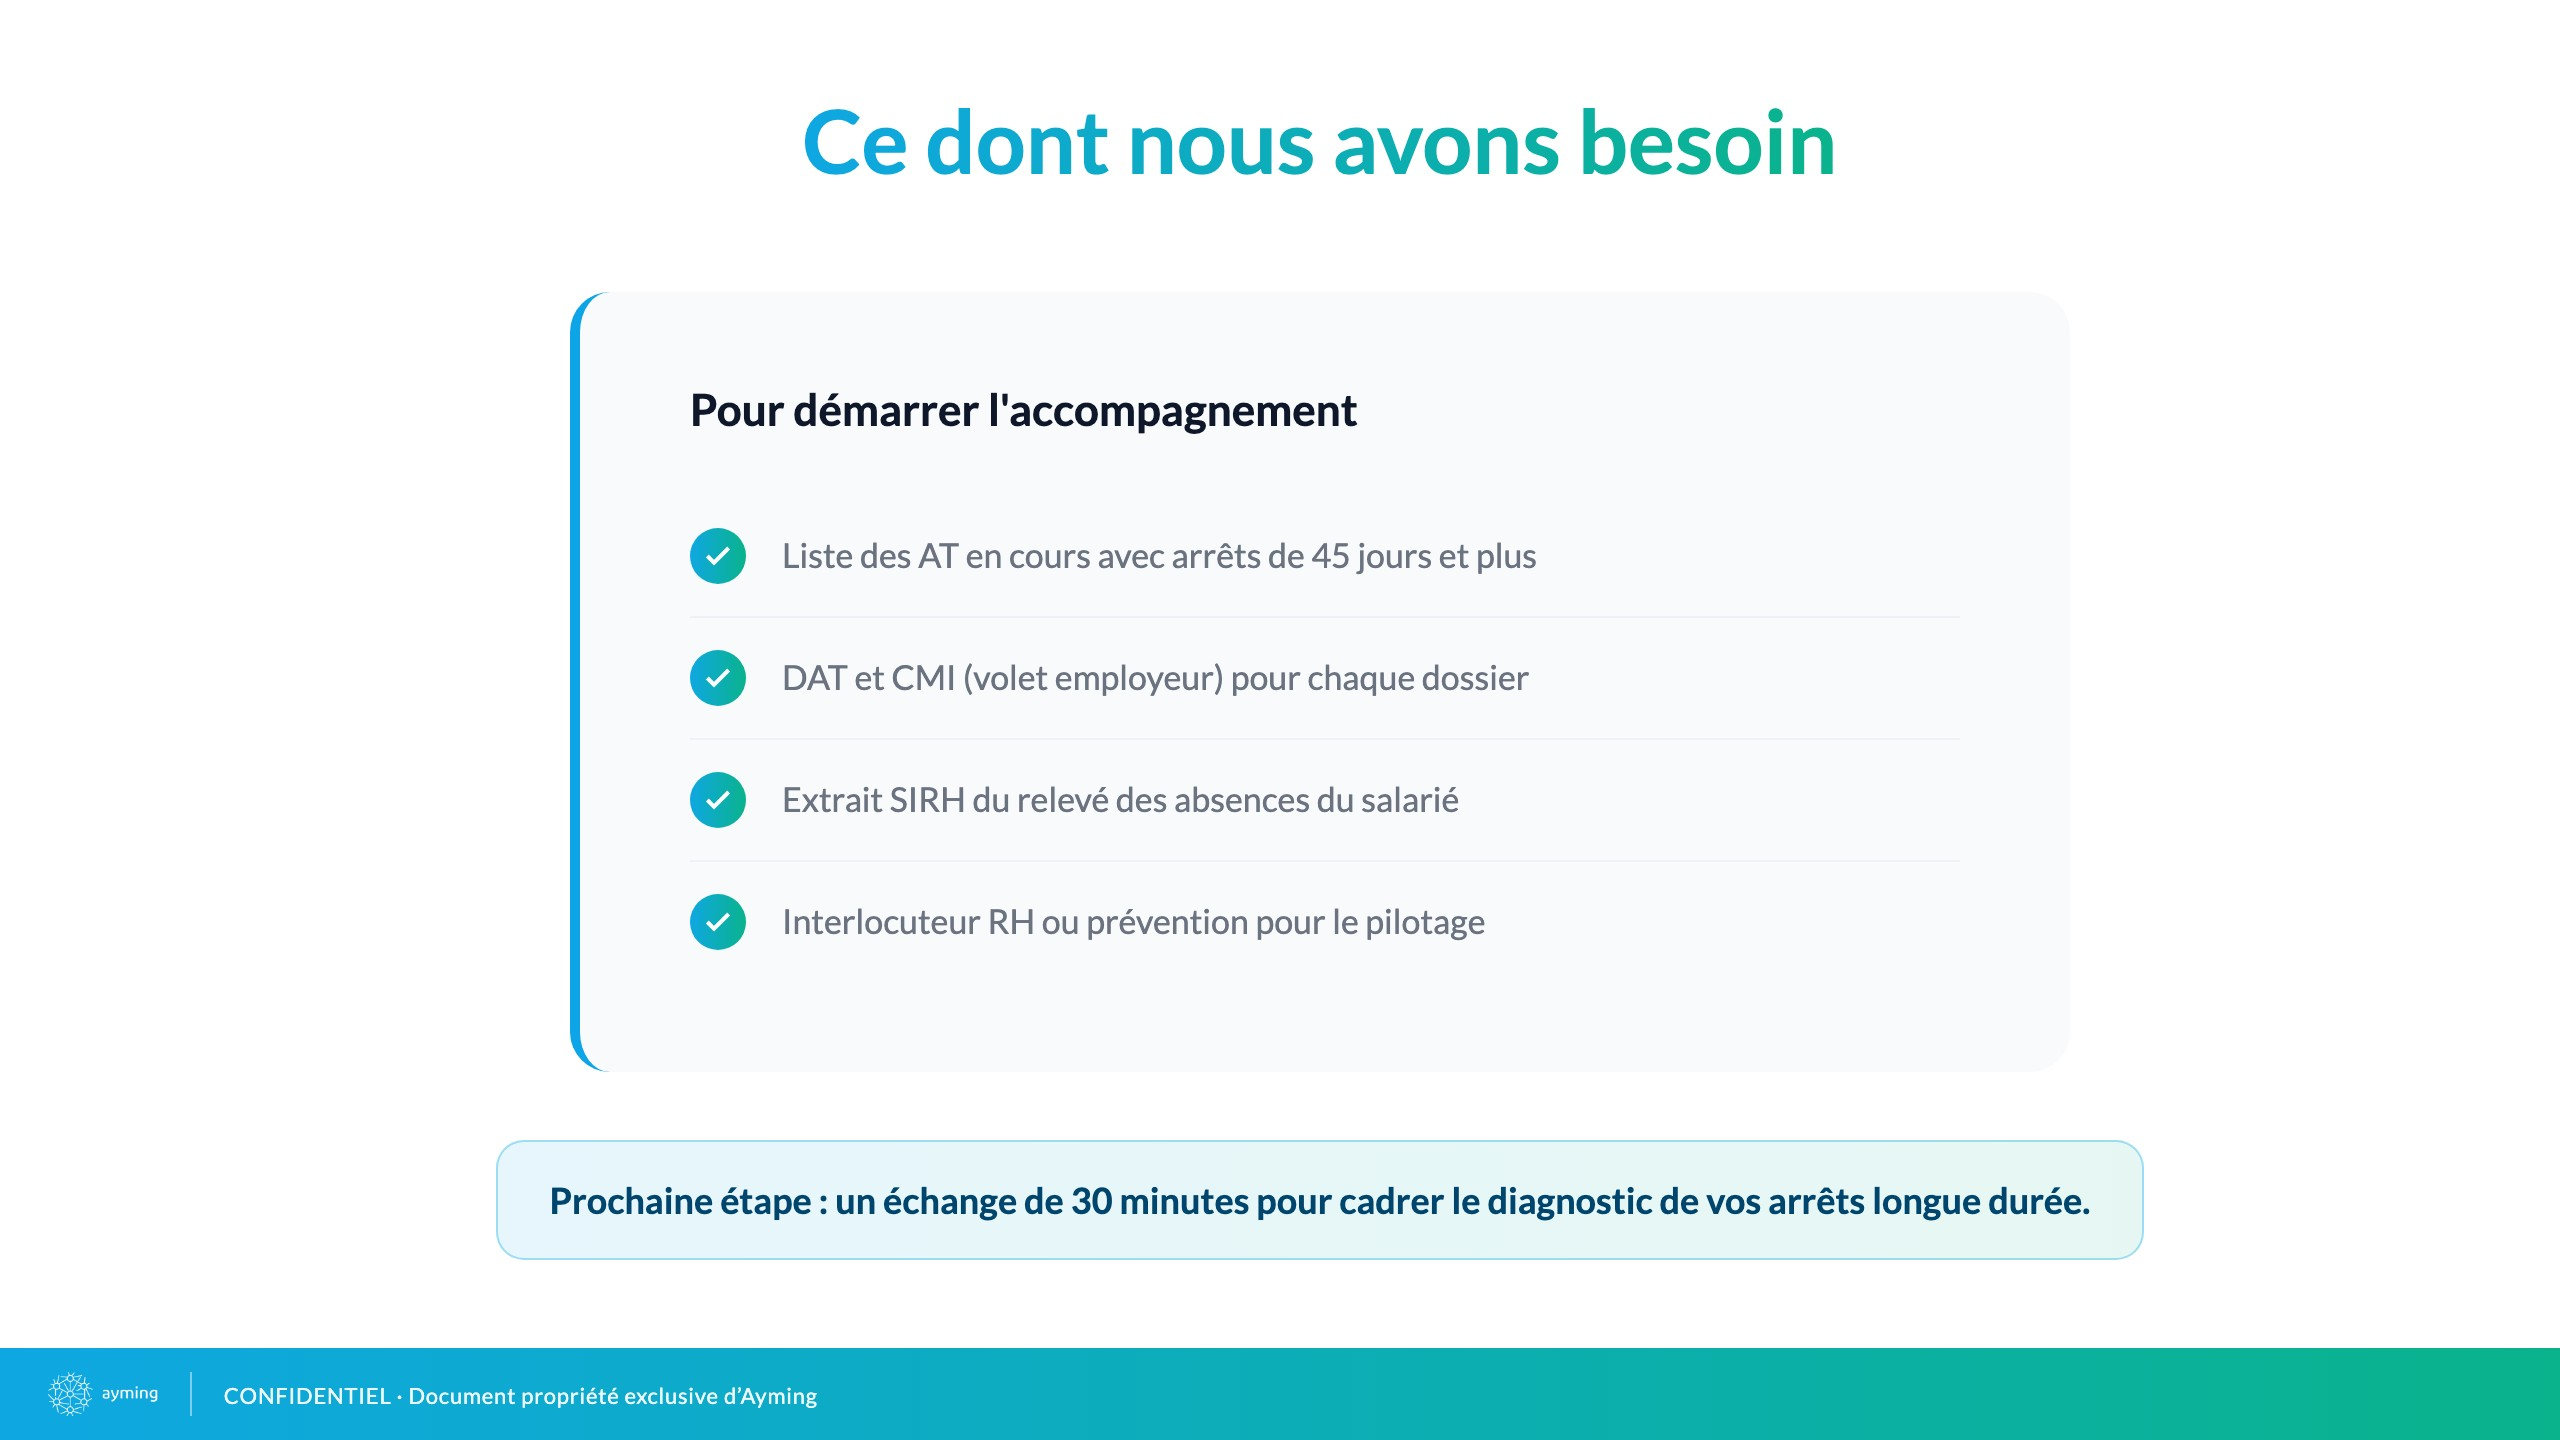 Ce dont nous avons besoin
Pour démarrer l'accompagnement
Liste des AT en cours avec arrêts de 45 jours et plus
DAT et CMI (volet employeur) pour chaque dossier
Extrait SIRH du relevé des absences du salarié
Interlocuteur RH ou prévention pour le pilotage
Prochaine étape : un échange de 30 minutes pour cadrer le diagnostic de vos arrêts longue durée.
ayming
CONFIDENTIEL · Document propriété exclusive d’Ayming